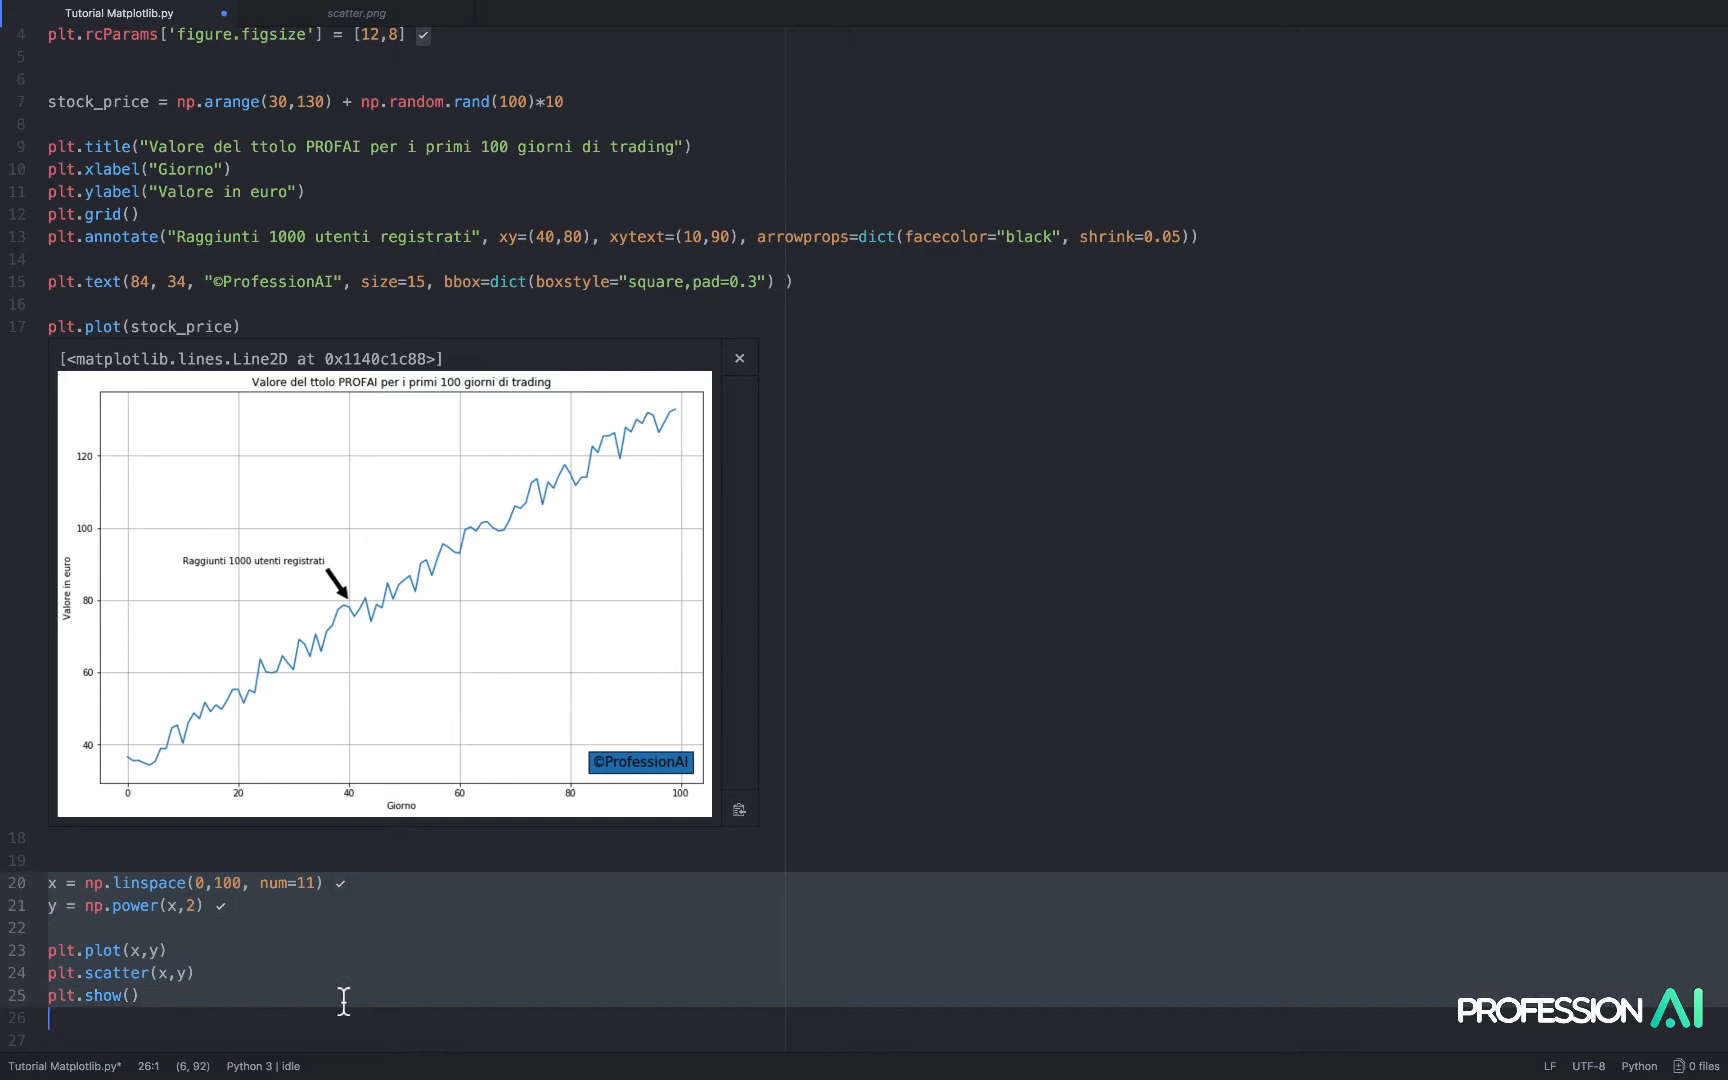 Tutorial Matplotlib.py scatter.png
4 plt.rcParams['figure.figsize'] = [12,8] ✓
5
6
7 stock_price = np.arange(30,130) + np.random.rand(100)*10
8
9 plt.title("Valore del ttolo PROFAI per i primi 100 giorni di trading")
10 plt.xlabel("Giorno")
11 plt.ylabel("Valore in euro")
12 plt.grid()
13 plt.annotate("Raggiunti 1000 utenti registrati", xy=(40,80), xytext=(10,90), arrowprops=dict(facecolor="black", shrink=0.05))
14
15 plt.text(84, 34, "©ProfessionAI", size=15, bbox=dict(boxstyle="square,pad=0.3") )
16
17 plt.plot(stock_price)
[<matplotlib.lines.Line2D at 0x1140c1c88>]
Valore del ttolo PROFAI per i primi 100 giorni di trading
120
100
Raggiunti 1000 utenti registrati
Valore in euro
80
60
40
©ProfessionAI
0 20 40 60 80 100
Giorno
18
19
20 x = np.linspace(0,100, num=11) ✓
21 y = np.power(x,2) ✓
22
23 plt.plot(x,y)
24 plt.scatter(x,y)
25 plt.show()
26
27
PROFESSION AI
Tutorial Matplotlib.py* 26:1 (6, 92) Python 3 | idle LF UTF-8 Python 0 files